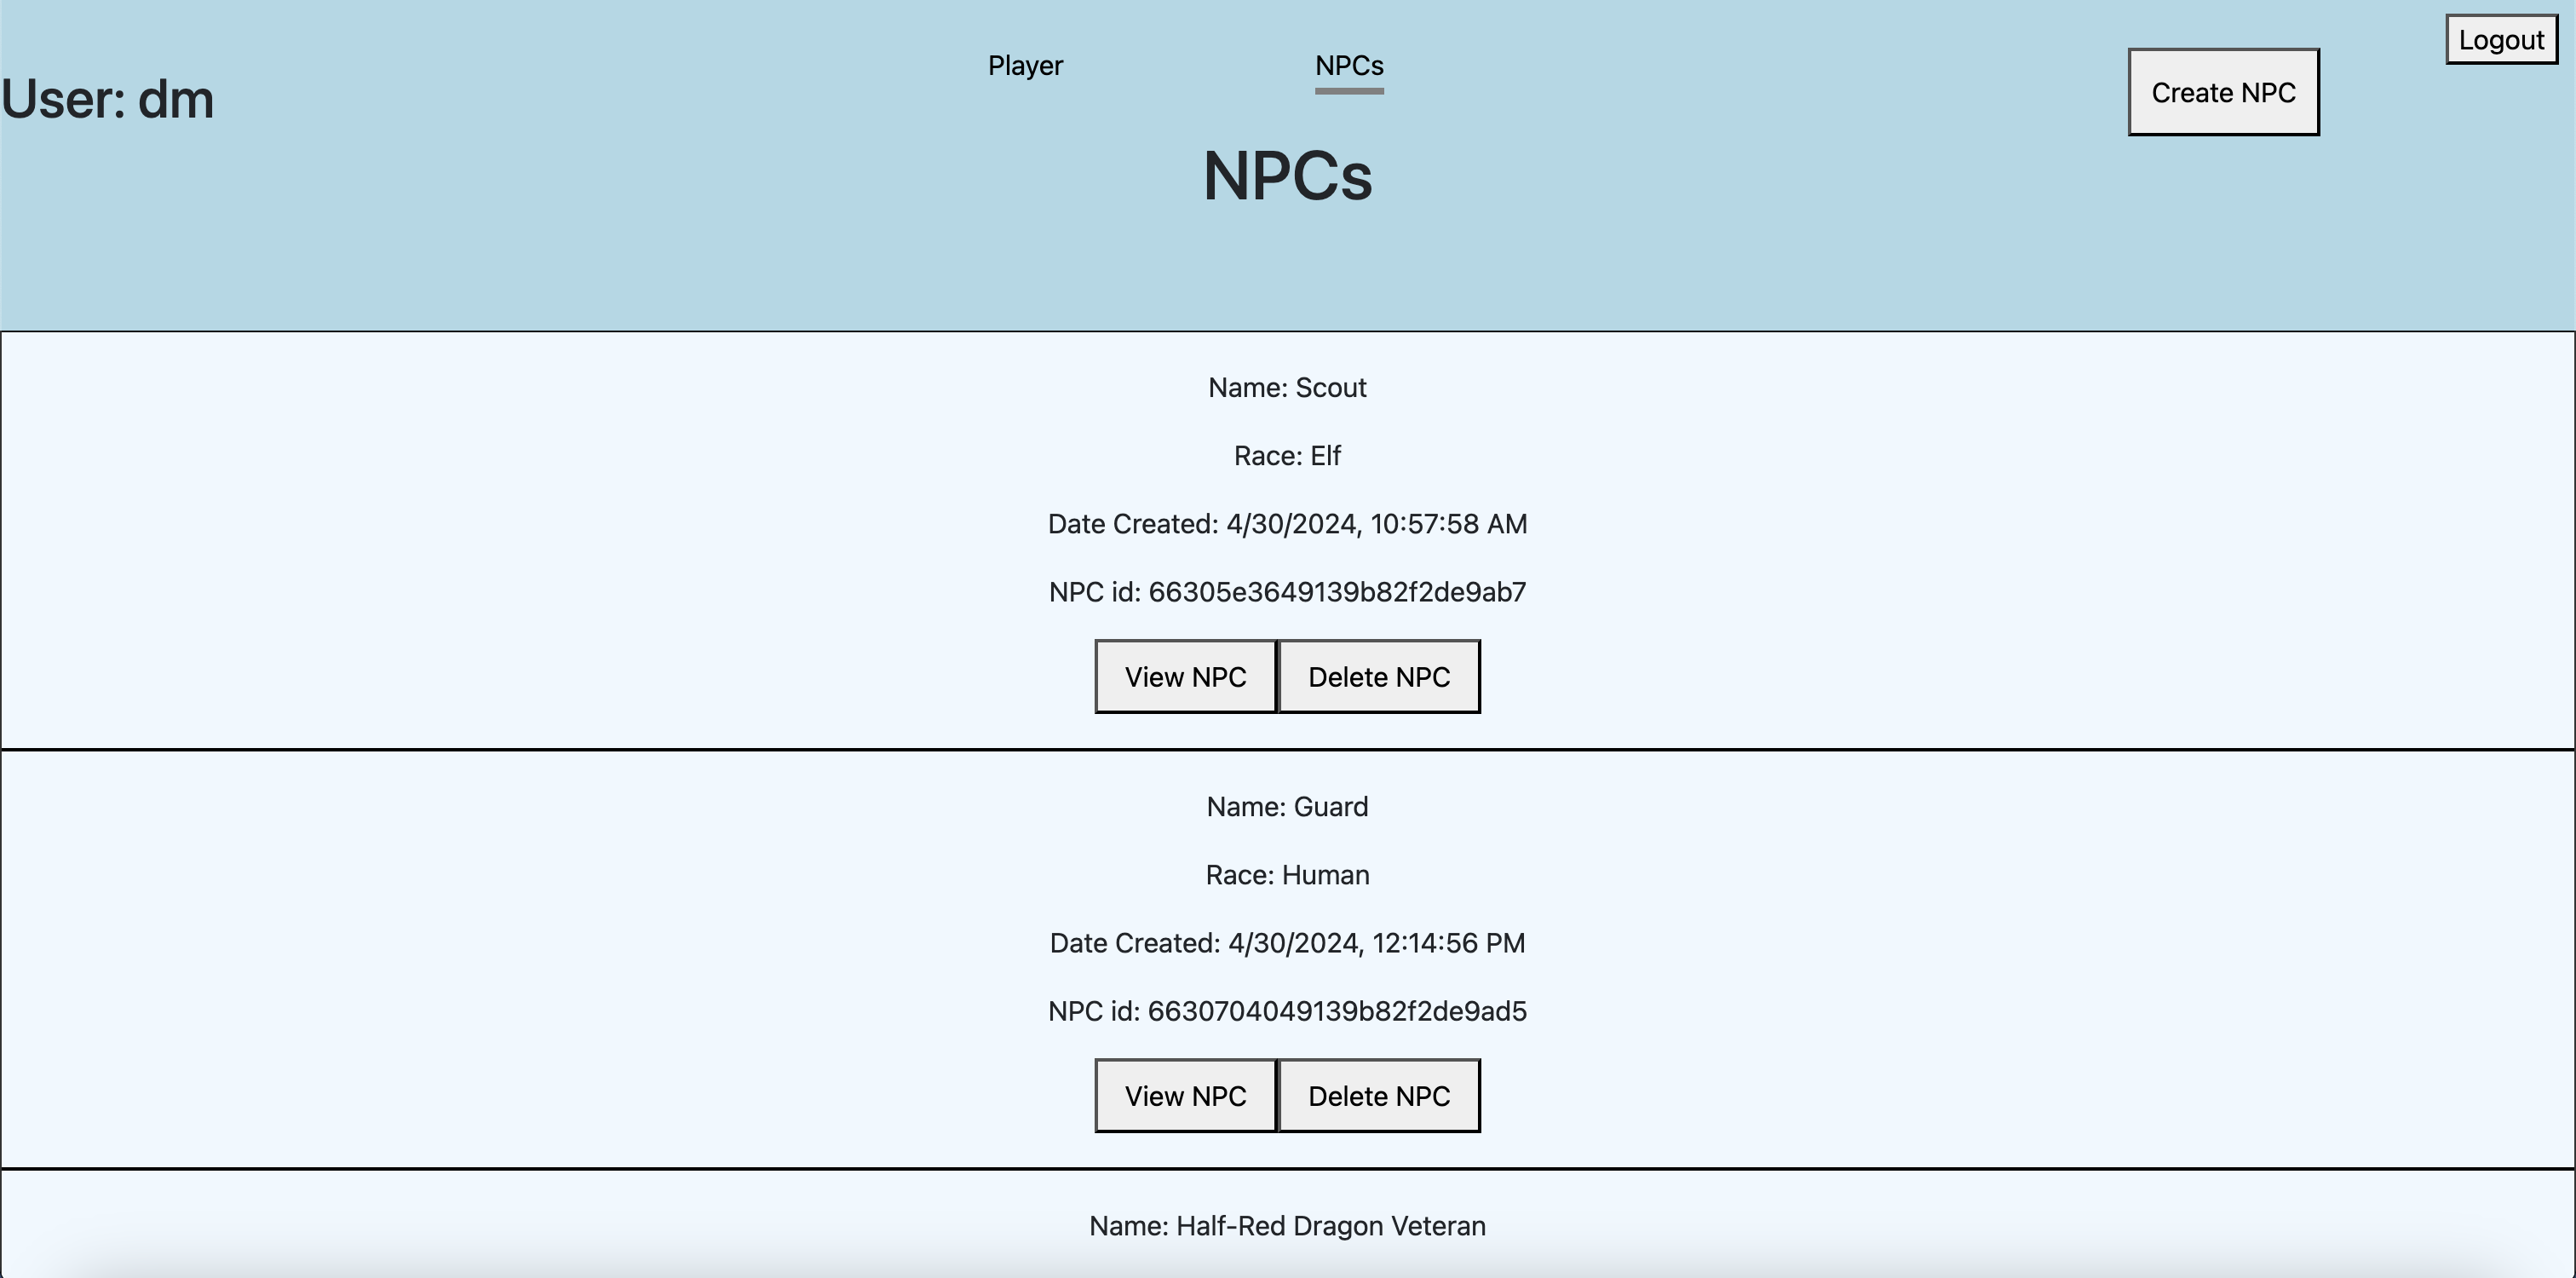 Logout
Player NPCs
Create NPC
User: dm
NPCs
Name: Scout
Race: Elf
Date Created: 4/30/2024, 10:57:58 AM
NPC id: 66305e3649139b82f2de9ab7
View NPC Delete NPC
Name: Guard
Race: Human
Date Created: 4/30/2024, 12:14:56 PM
NPC id: 6630704049139b82f2de9ad5
View NPC Delete NPC
Name: Half-Red Dragon Veteran